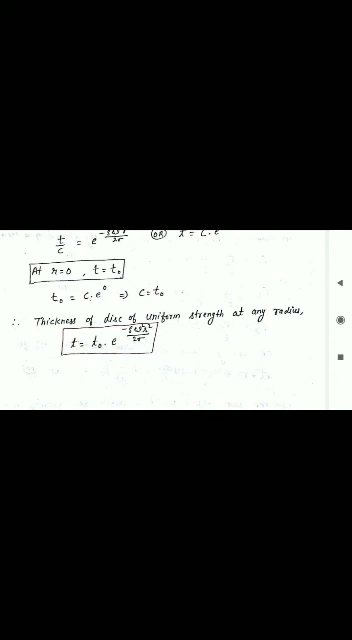 t/c = e^(-ρω²r²/2σ) (OR) t = C.e
At r=0, t=t₀
t₀ = C.e⁰ ⇒ C=t₀
∴ Thickness of disc of uniform strength at any radius,
t = t₀.e^(-ρω²r²/2σ)